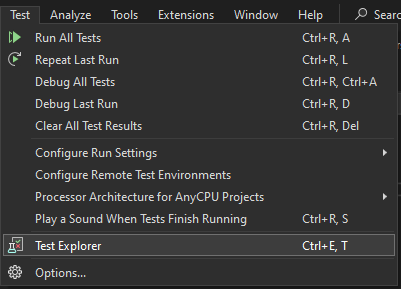 Test Analyze Tools Extensions Window Help Searc
Run All Tests Ctrl+R, A
Repeat Last Run Ctrl+R, L
Debug All Tests Ctrl+R, Ctrl+A
Debug Last Run Ctrl+R, D
Clear All Test Results Ctrl+R, Del
Configure Run Settings
Configure Remote Test Environments
Processor Architecture for AnyCPU Projects
Play a Sound When Tests Finish Running Ctrl+R, S
Test Explorer Ctrl+E, T
Options...